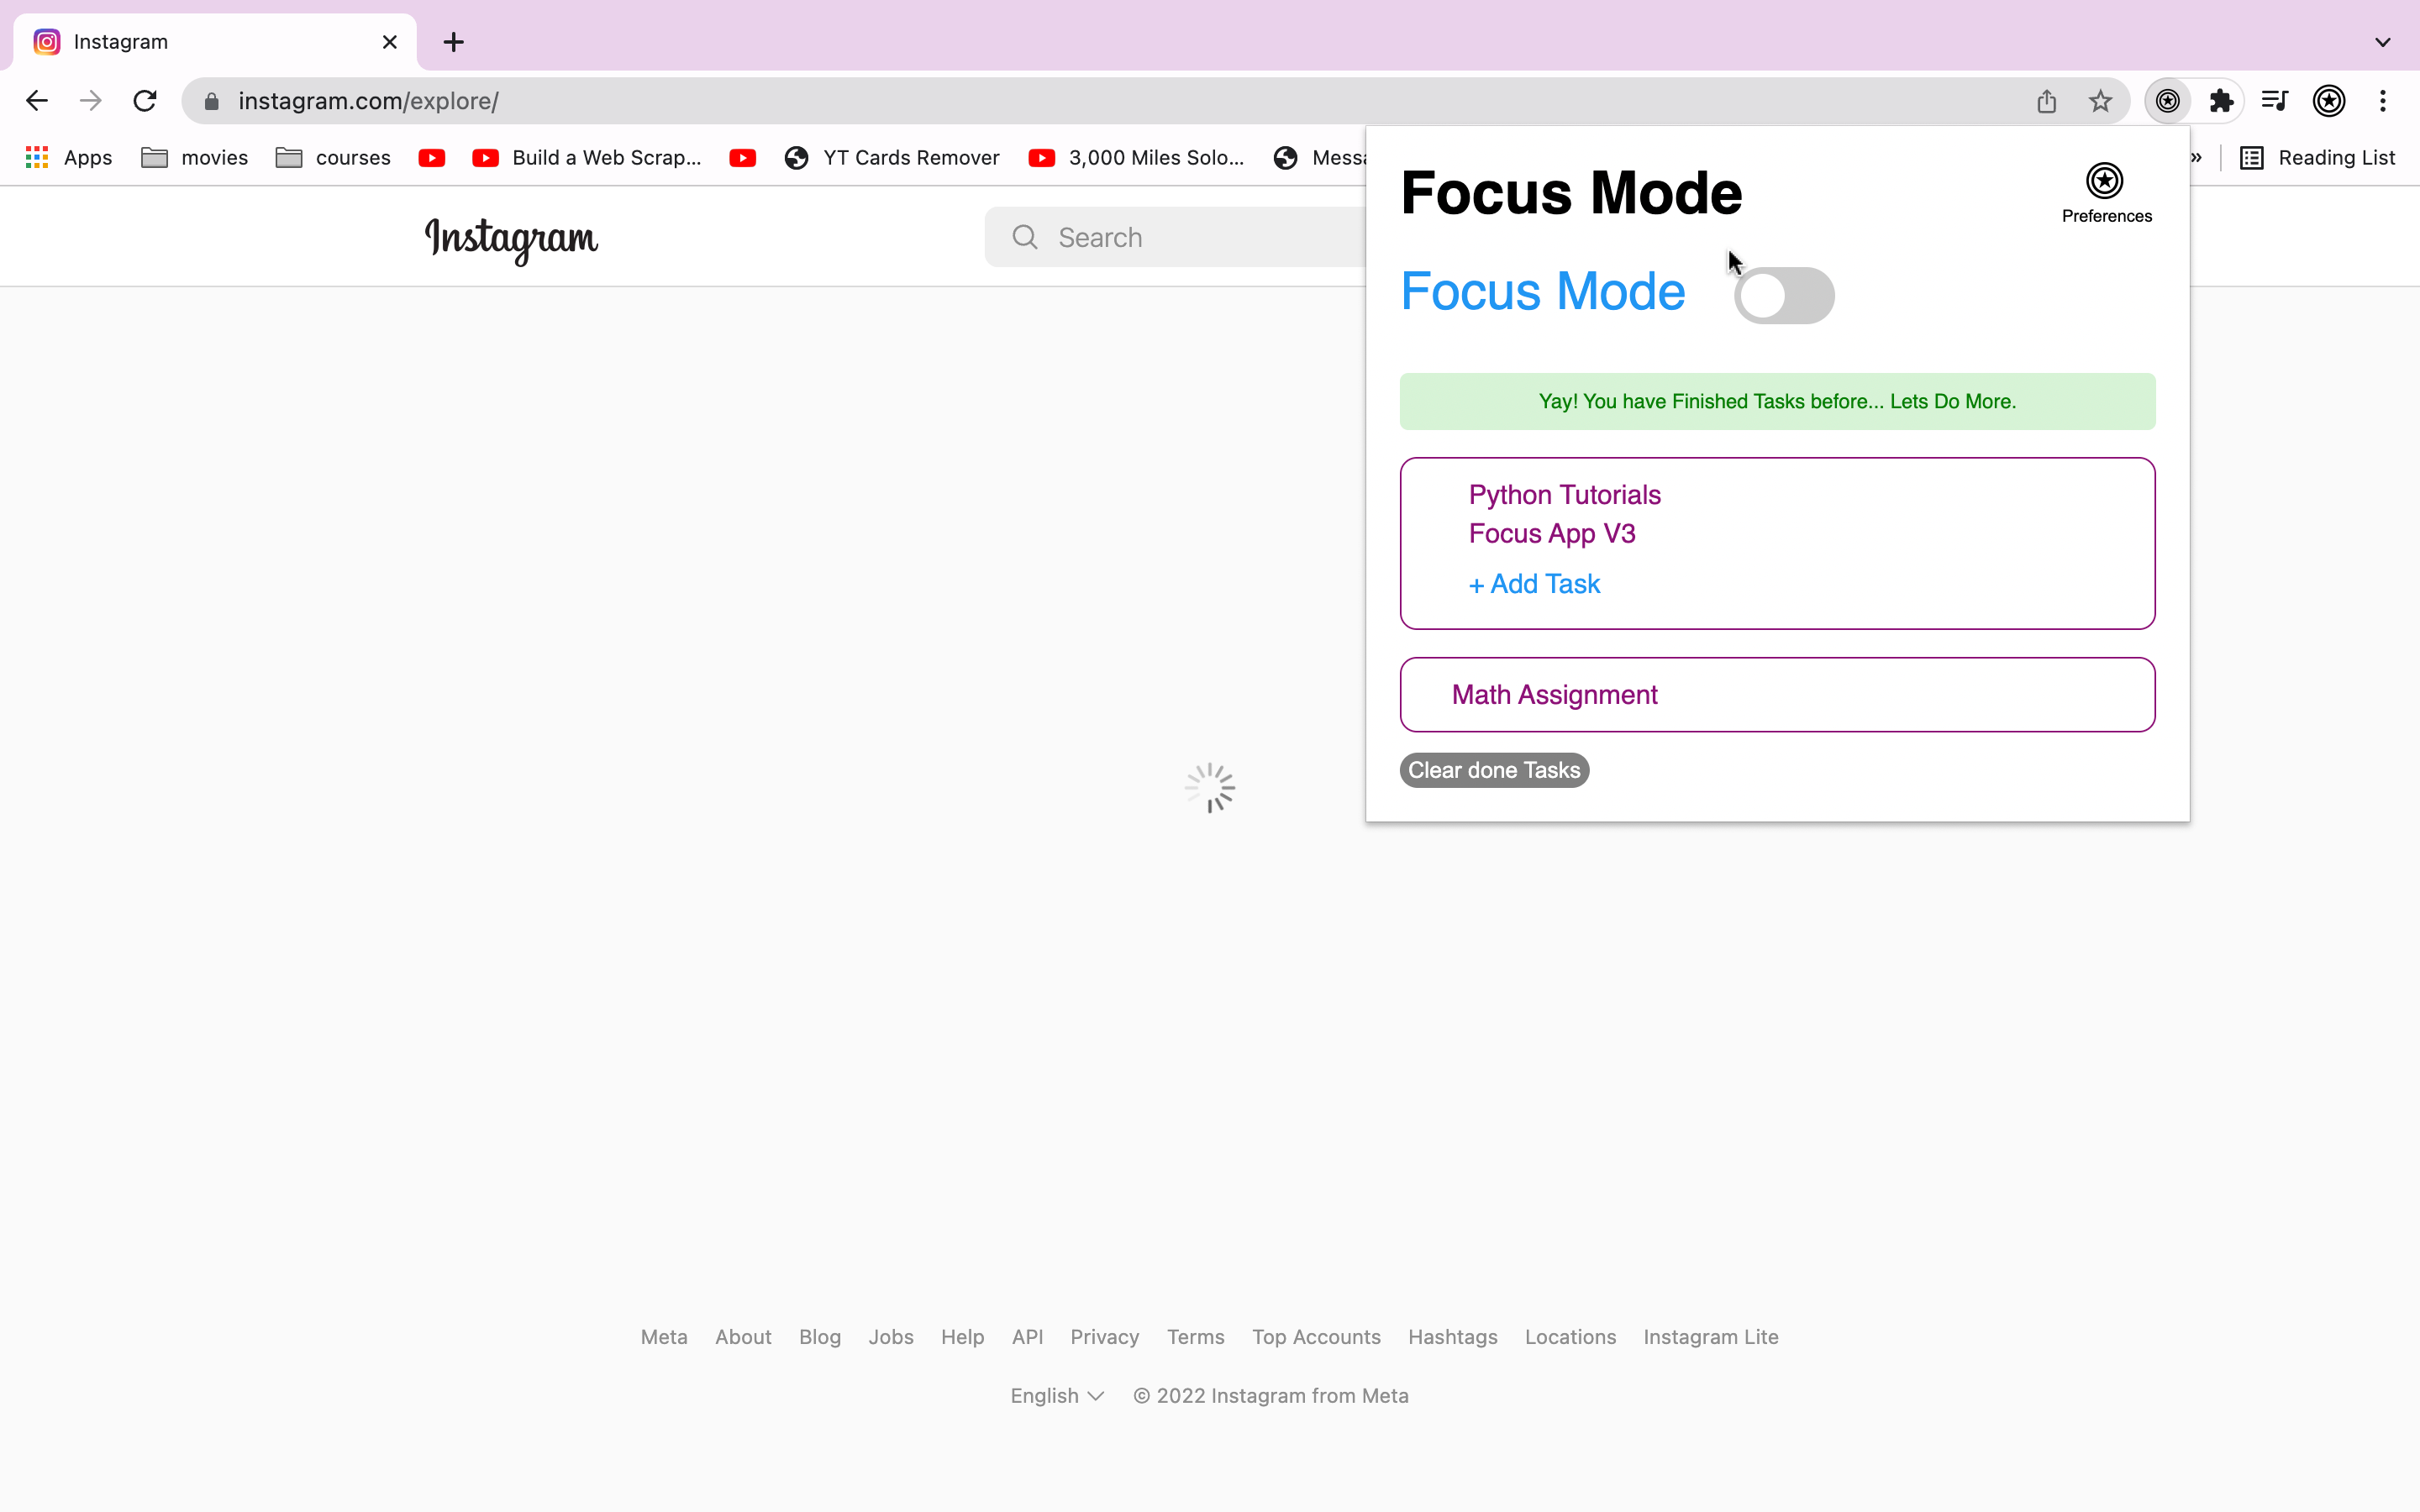 Instagram
instagram.com/explore/
Apps movies courses Build a Web Scrap... YT Cards Remover 3,000 Miles Solo... Messa » Reading List
Instagram
Search
Focus Mode
Preferences
Focus Mode
Yay! You have Finished Tasks before... Lets Do More.
Python Tutorials
Focus App V3
+ Add Task
Math Assignment
Clear done Tasks
Meta About Blog Jobs Help API Privacy Terms Top Accounts Hashtags Locations Instagram Lite
English © 2022 Instagram from Meta